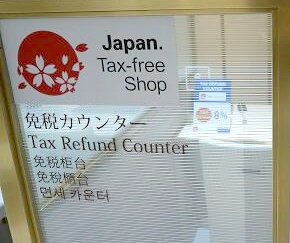 Japan.
Tax-free
Shop
免税カウンター
Tax Refund Counter
免税柜台
免稅櫃台
면세 카운터
8%